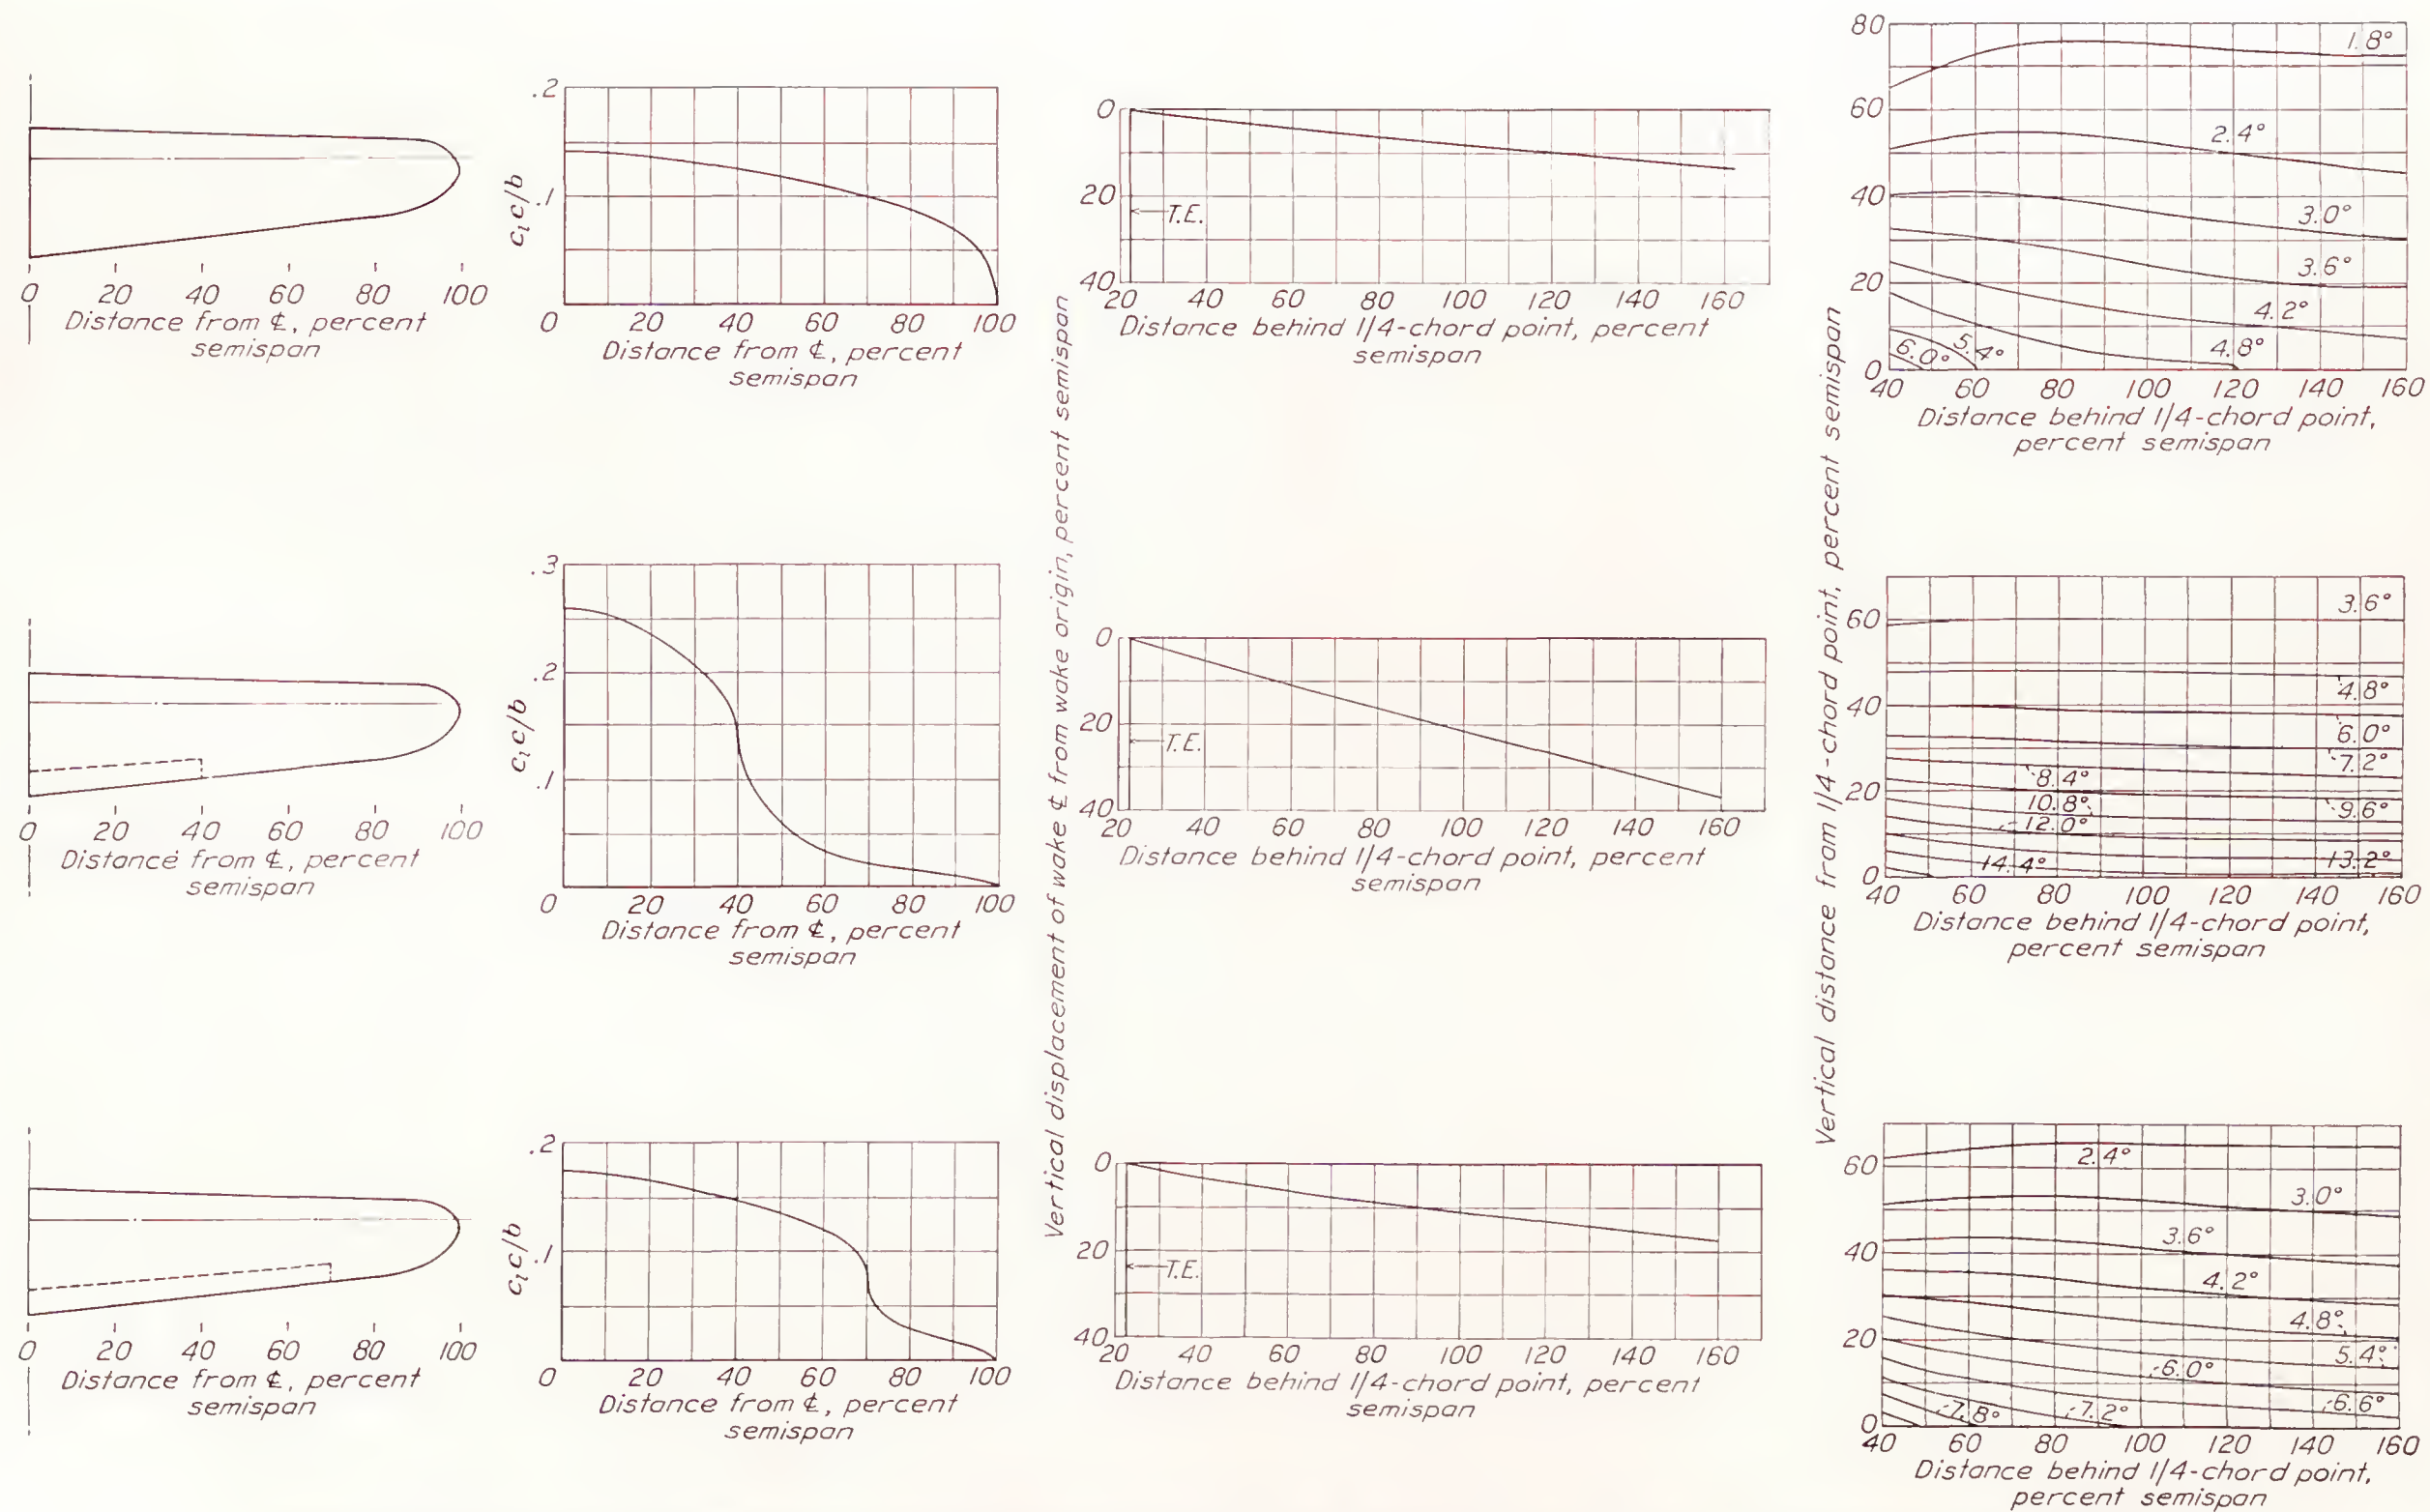 0 20 40 60 80 100
Distance from ℄, percent
semispan
.2
.1
c_l c/b
0 20 40 60 80 100
Distance from ℄, percent
semispan
Vertical displacement of wake ℄ from wake origin, percent semispan
0
20
40
T.E.
20 40 60 80 100 120 140 160
Distance behind 1/4-chord point, percent
semispan
Vertical distance from 1/4-chord point, percent semispan
80
60
40
20
0
1.8°
2.4°
3.0°
3.6°
4.2°
4.8°
6.0° 5.4°
40 60 80 100 120 140 160
Distance behind 1/4-chord point,
percent semispan
0 20 40 60 80 100
Distance from ℄, percent
semispan
.3
.2
.1
c_l c/b
0 20 40 60 80 100
Distance from ℄, percent
semispan
0
20
40
T.E.
20 40 60 80 100 120 140 160
Distance behind 1/4-chord point, percent
semispan
60
40
20
0
3.6°
4.8°
6.0°
7.2°
8.4°
9.6°
10.8°
12.0°
13.2°
14.4°
40 60 80 100 120 140 160
Distance behind 1/4-chord point,
percent semispan
0 20 40 60 80 100
Distance from ℄, percent
semispan
.2
.1
c_l c/b
0 20 40 60 80 100
Distance from ℄, percent
semispan
0
20
40
T.E.
20 40 60 80 100 120 140 160
Distance behind 1/4-chord point, percent
semispan
60
40
20
0
2.4°
3.0°
3.6°
4.2°
4.8°
5.4°
6.0°
6.6°
7.8° 7.2°
40 60 80 100 120 140 160
Distance behind 1/4-chord point,
percent semispan